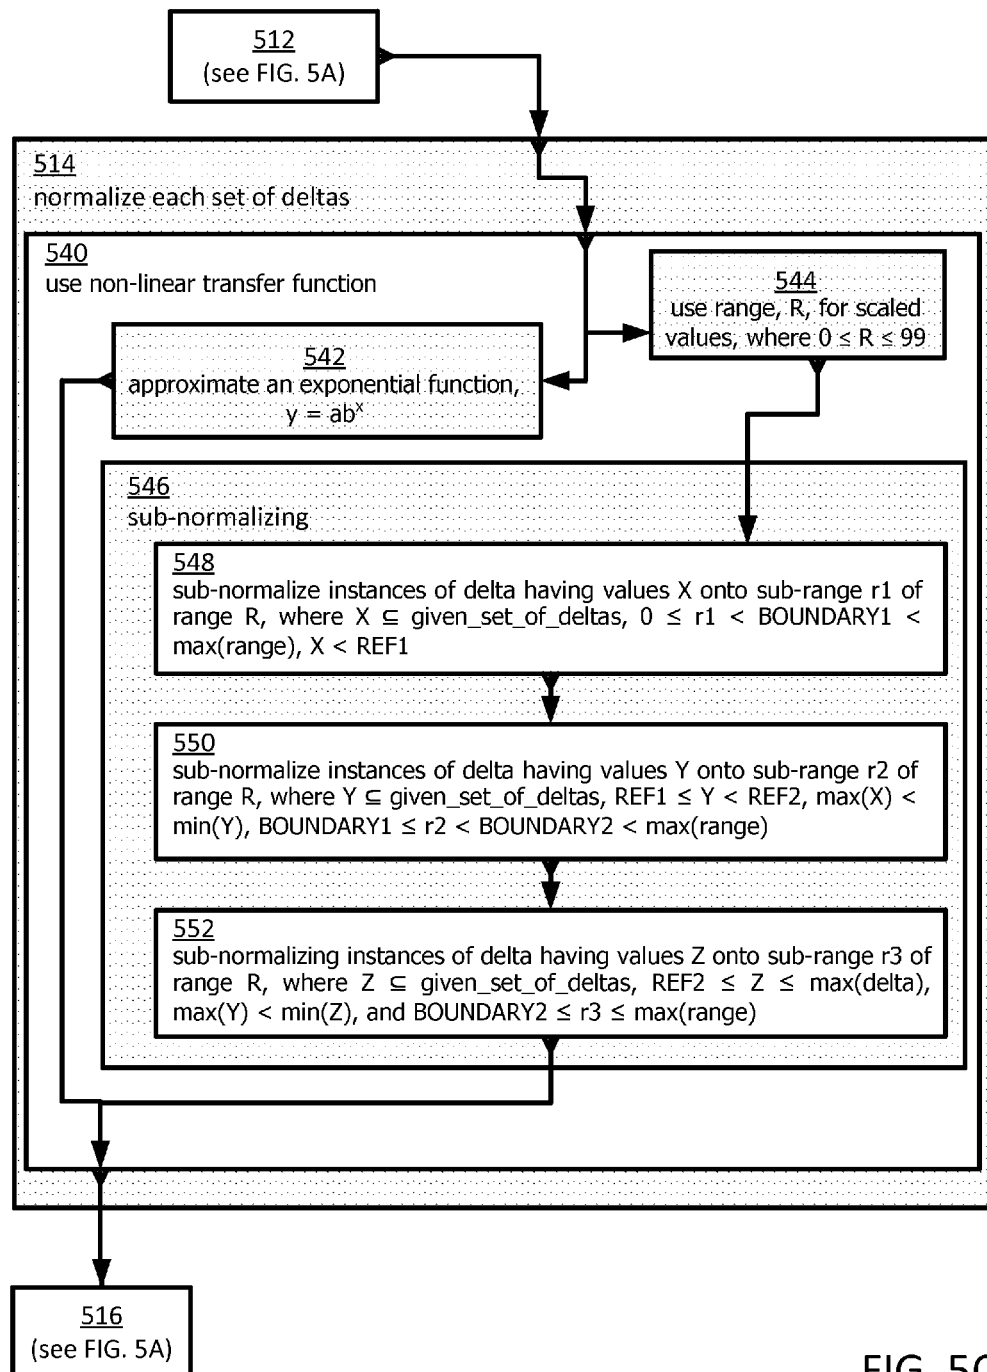 512
(see FIG. 5A)
514
normalize each set of deltas
540
use non-linear transfer function
544
use range, R, for scaled
values, where 0 ≤ R ≤ 99
542
approximate an exponential function,
y = abˣ
546
sub-normalizing
548
sub-normalize instances of delta having values X onto sub-range r1 of
range R, where X ⊆ given_set_of_deltas, 0 ≤ r1 < BOUNDARY1 <
max(range), X < REF1
550
sub-normalize instances of delta having values Y onto sub-range r2 of
range R, where Y ⊆ given_set_of_deltas, REF1 ≤ Y < REF2, max(X) <
min(Y), BOUNDARY1 ≤ r2 < BOUNDARY2 < max(range)
552
sub-normalizing instances of delta having values Z onto sub-range r3 of
range R, where Z ⊆ given_set_of_deltas, REF2 ≤ Z ≤ max(delta),
max(Y) < min(Z), and BOUNDARY2 ≤ r3 ≤ max(range)
516
(see FIG. 5A)
FIG.